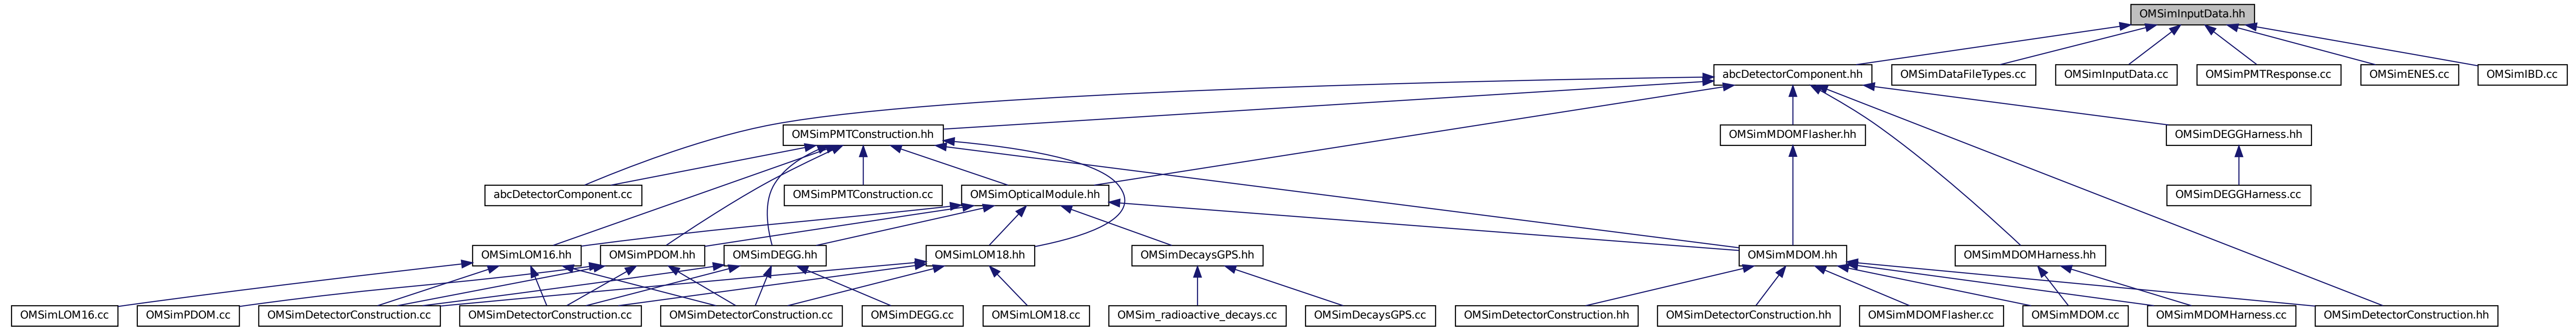 OMSimInputData.hh
abcDetectorComponent.hh
OMSimDataFileTypes.cc
OMSimInputData.cc
OMSimPMTResponse.cc
OMSimENES.cc
OMSimIBD.cc
OMSimPMTConstruction.hh
OMSimMDOMFlasher.hh
OMSimDEGGHarness.hh
abcDetectorComponent.cc
OMSimPMTConstruction.cc
OMSimOpticalModule.hh
OMSimDEGGHarness.cc
OMSimLOM16.hh
OMSimPDOM.hh
OMSimDEGG.hh
OMSimLOM18.hh
OMSimDecaysGPS.hh
OMSimMDOM.hh
OMSimMDOMHarness.hh
OMSimLOM16.cc
OMSimPDOM.cc
OMSimDetectorConstruction.cc
OMSimDetectorConstruction.cc
OMSimDetectorConstruction.cc
OMSimDEGG.cc
OMSimLOM18.cc
OMSim_radioactive_decays.cc
OMSimDecaysGPS.cc
OMSimDetectorConstruction.hh
OMSimDetectorConstruction.hh
OMSimMDOMFlasher.cc
OMSimMDOM.cc
OMSimMDOMHarness.cc
OMSimDetectorConstruction.hh